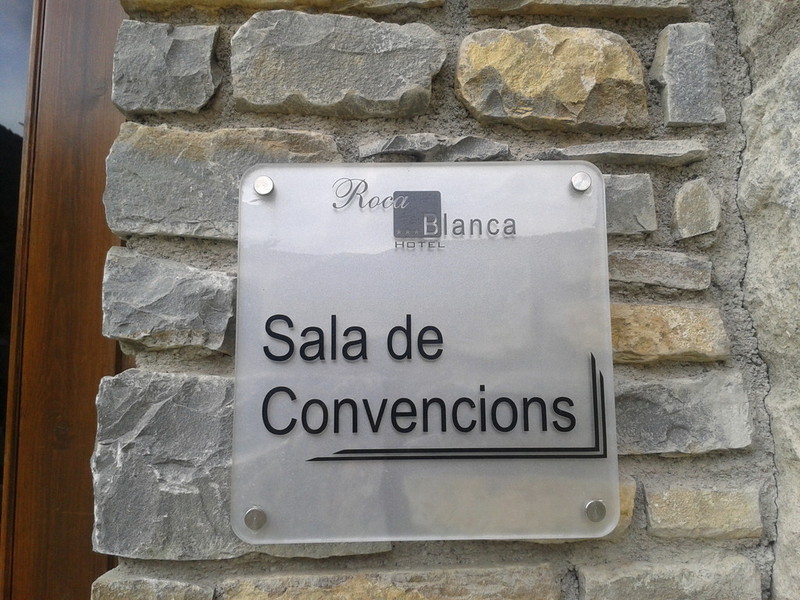 Roca
Blanca
HOTEL
Sala de
Convencions